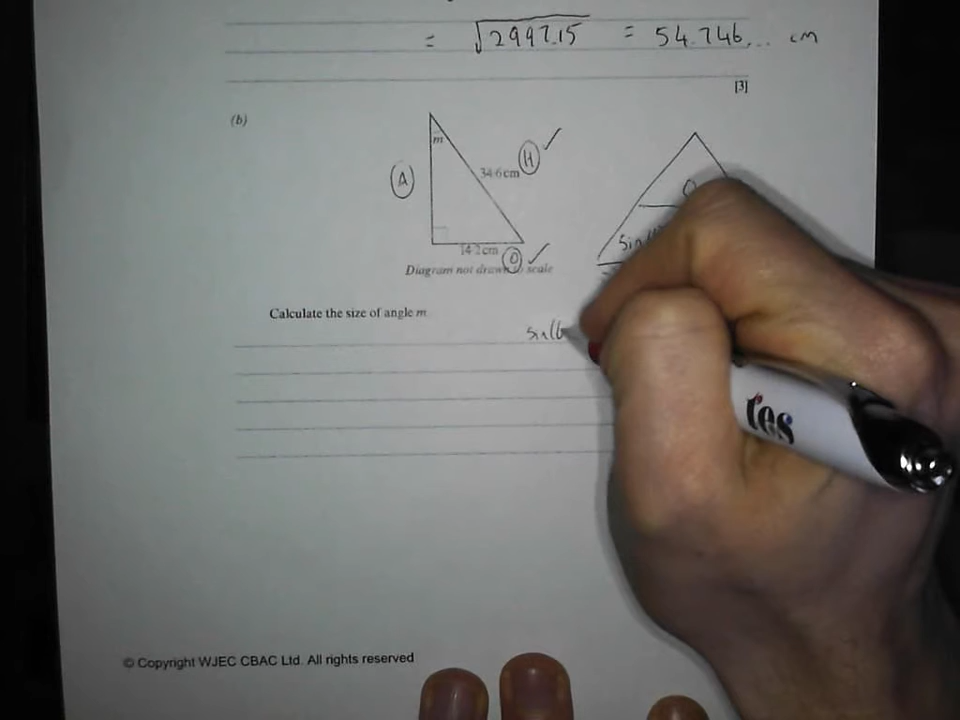 = √2997.15 = 54.746... cm
[3]
(b)
m
A
34.6cm H ✓
14.2cm O ✓
Diagram not drawn to scale
O
Calculate the size of angle m
tes
© Copyright WJEC CBAC Ltd. All rights reserved